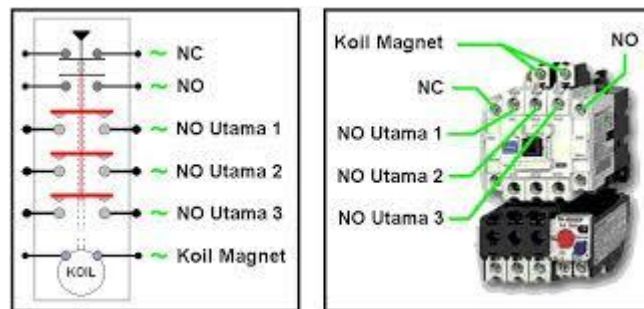 NC
NO
NO Utama 1
NO Utama 2
NO Utama 3
Koil Magnet
KOIL
Koil Magnet
NO
NC
NO Utama 1
NO Utama 2
NO Utama 3